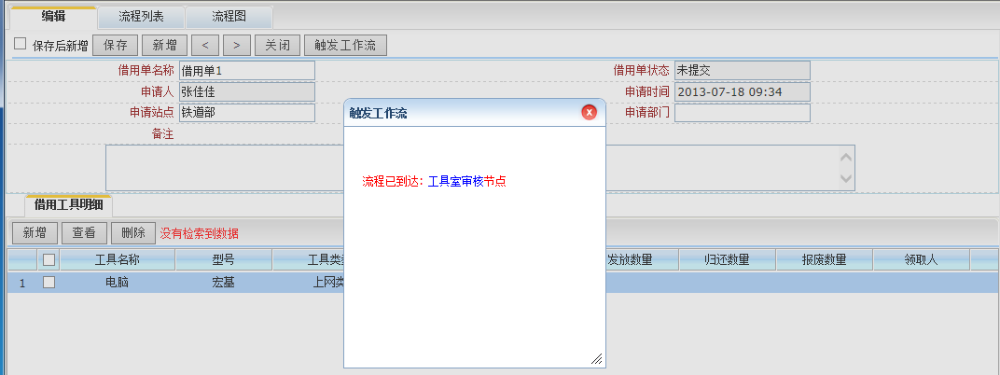 编辑 流程列表 流程图
保存后新增 保存 新增 < > 关闭 触发工作流
借用单名称 借用单1 借用单状态 未提交
申请人 张佳佳 申请时间 2013-07-18 09:34
申请站点 铁道部 申请部门
备注
触发工作流
流程已到达: 工具室审核节点
借用工具明细
新增 查看 删除 没有检索到数据
工具名称 型号 工具类 发放数量 归还数量 报废数量 领取人
1 电脑 宏基 上网类